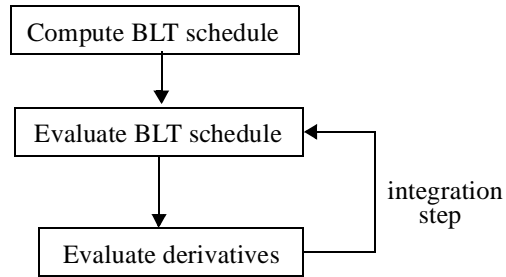 Compute BLT schedule
Evaluate BLT schedule
integration
step
Evaluate derivatives